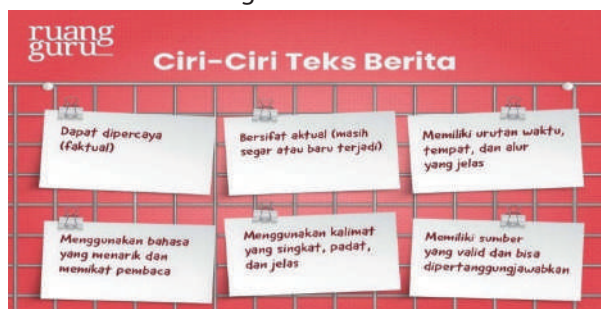 ruang
guru
Ciri-Ciri Teks Berita
Dapat dipercaya
(faktual)
Bersifat aktual (masih
segar atau baru terjadi)
Memiliki urutan waktu,
tempat, dan alur
yang jelas
Menggunakan bahasa
yang menarik dan
memikat pembaca
Menggunakan kalimat
yang singkat, padat,
dan jelas
Memiliki sumber
yang valid dan bisa
dipertanggungjawabkan